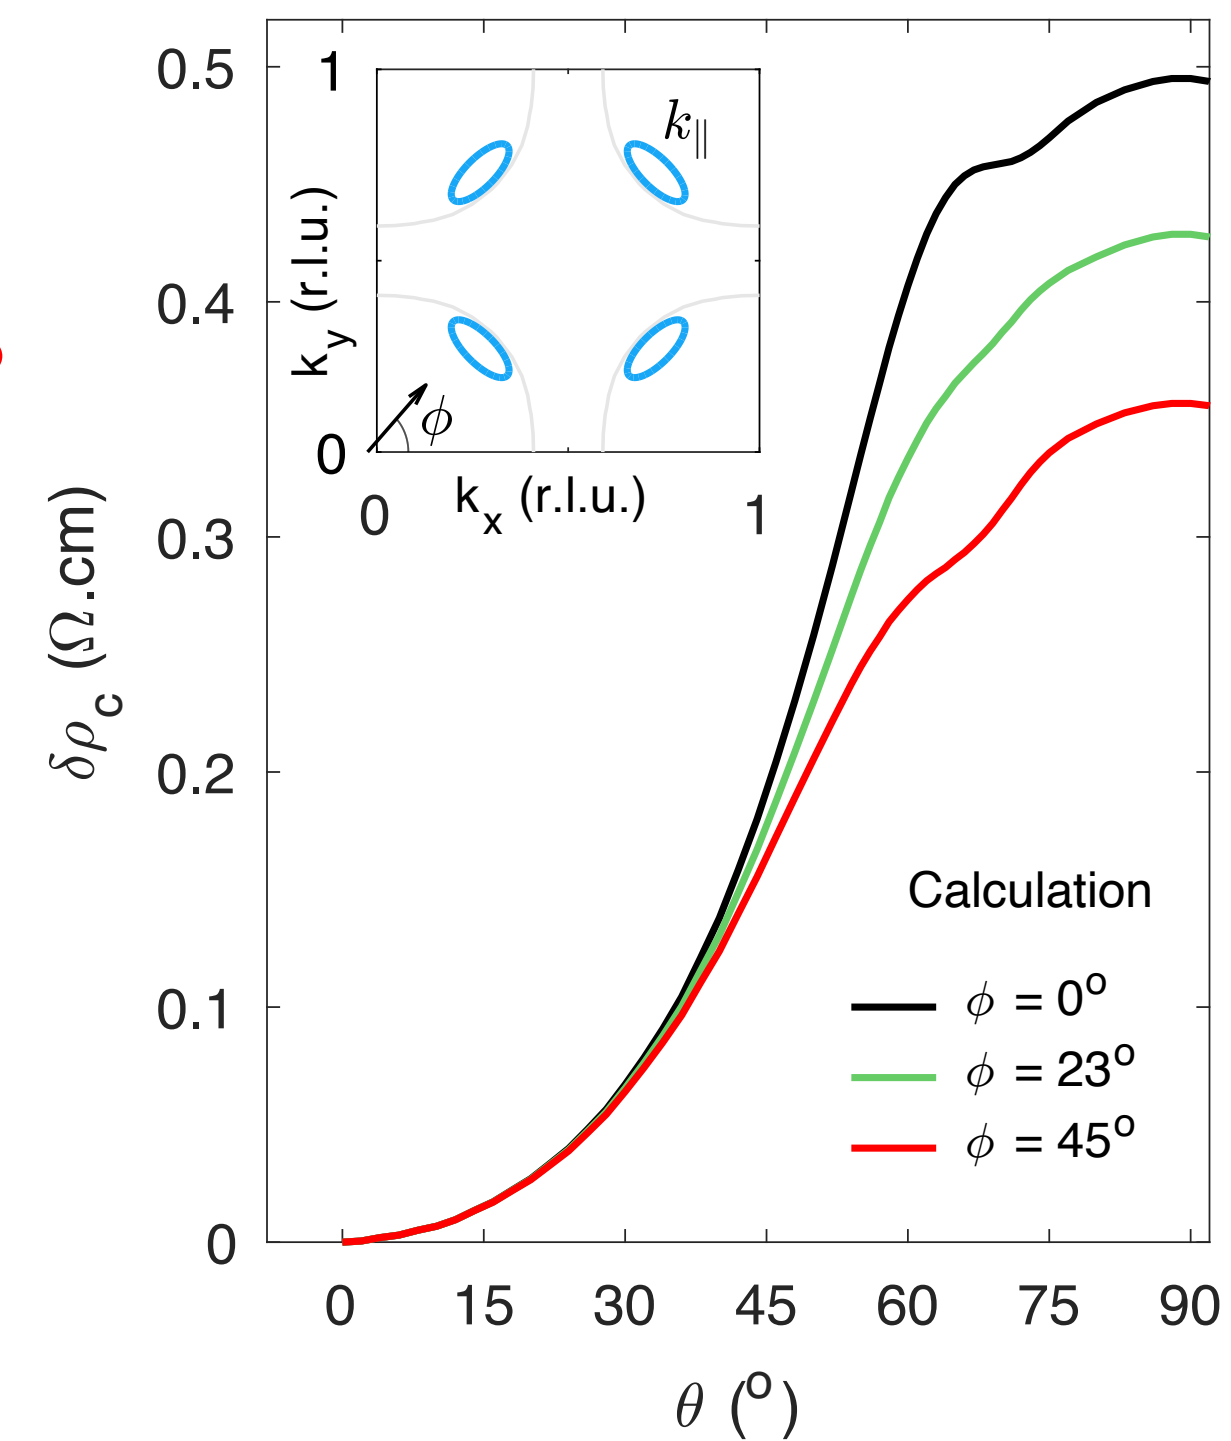 0.5
0.4
0.3
0.2
0.1
0
δρc (Ω.cm)
1
0
ky (r.l.u.)
k∥
ϕ
0
kx (r.l.u.)
1
Calculation
ϕ = 0°
ϕ = 23°
ϕ = 45°
0 15 30 45 60 75 90
θ (°)